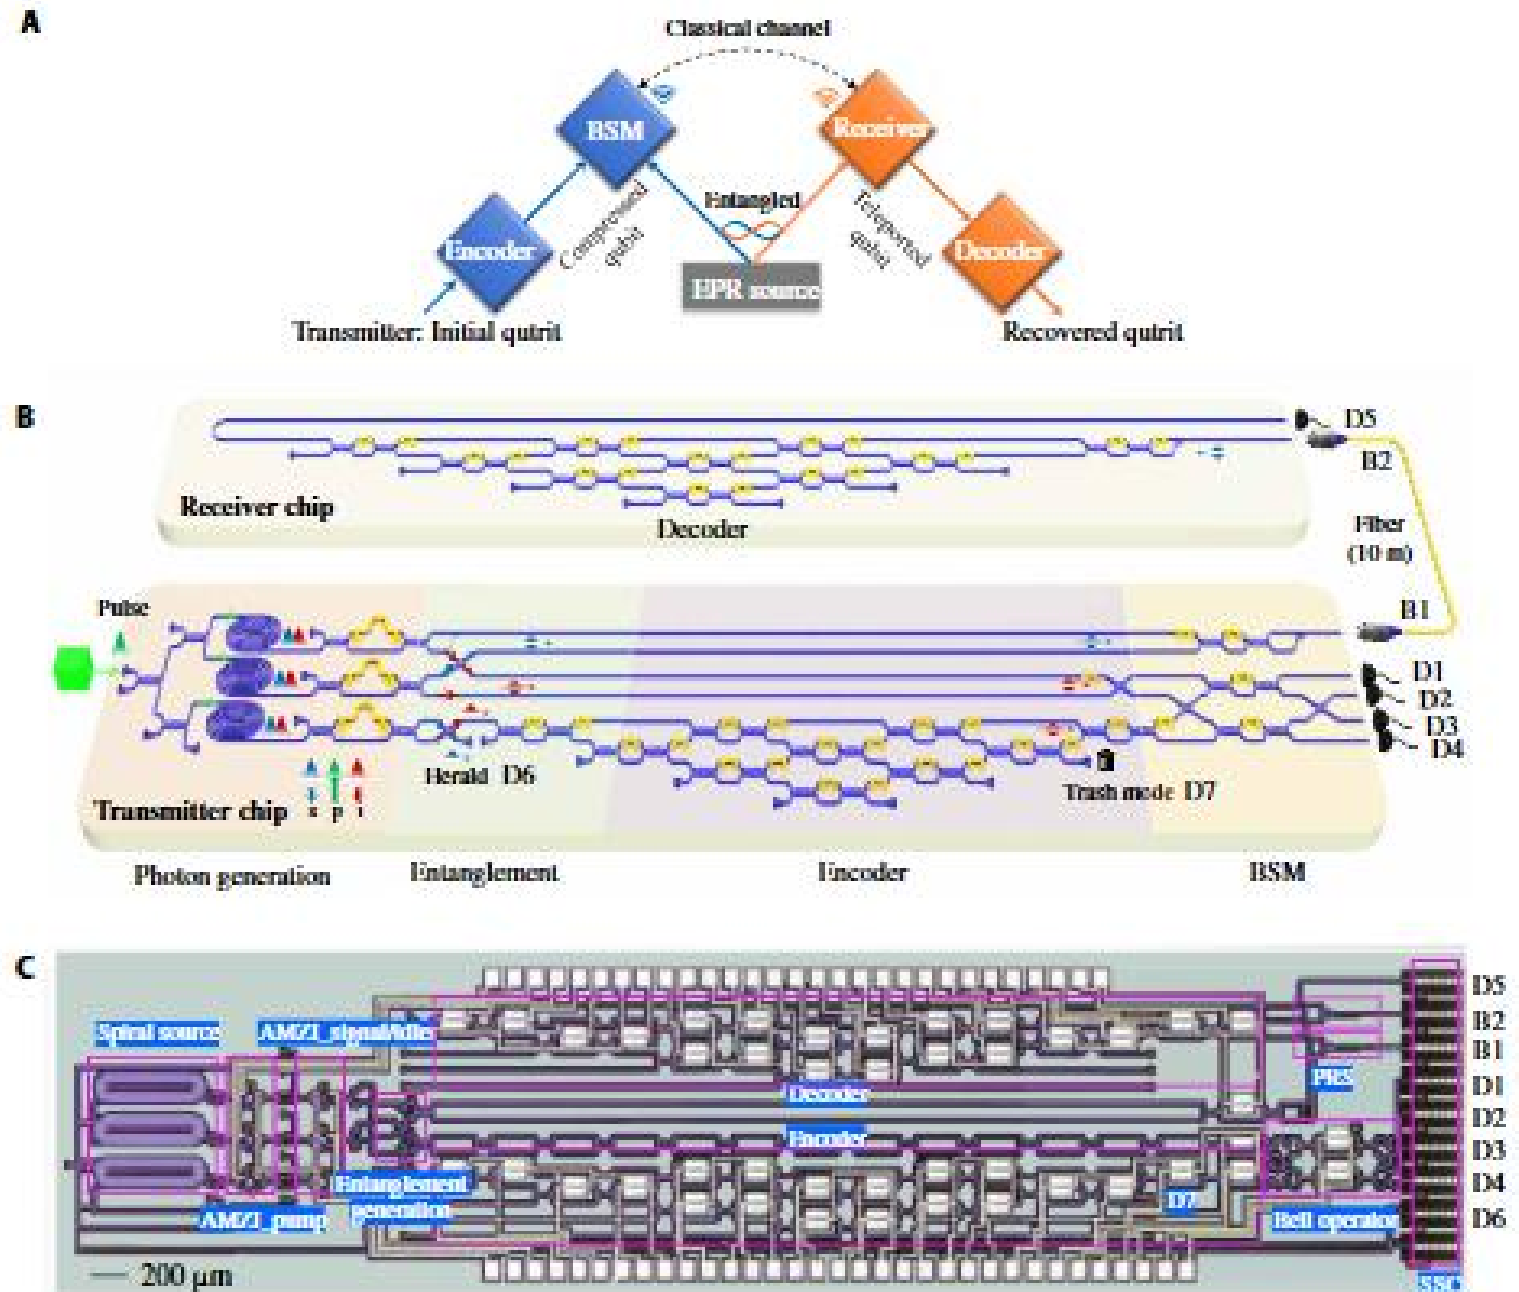 A
Classical channel
BSM
Receiver
Entangled
Compressed
qubit
Teleported
qubit
Encoder
Decoder
EPR source
Transmitter: Initial qutrit
Recovered qutrit
B
D5
B2
Receiver chip
Decoder
Fiber
(10 m)
Pulse
B1
D1
D2
D3
D4
Herald D6
Trash mode D7
Transmitter chip
s p i
Photon generation
Entanglement
Encoder
BSM
C
Spiral source
AMZI_signal/idler
D5
B2
B1
PRS
D1
Decoder
D2
Encoder
D3
Entanglement
generation
D4
D7
AMZI_pump
Bell operator
D6
200 μm
SSC